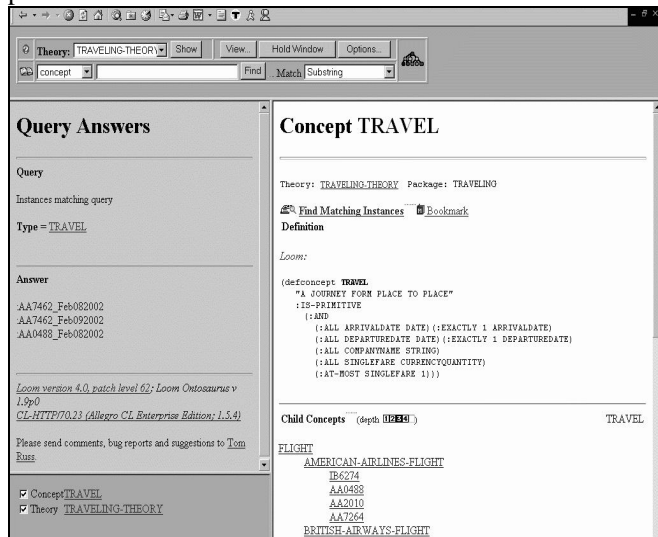 Theory: TRAVELING-THEORY Show View... Hold Window Options...
concept Find Match Substring
Query Answers
Query
Instances matching query
Type = TRAVEL
Answer
:AA7462_Feb082002
:AA7462_Feb092002
:AA0488_Feb082002
Loom version 4.0, patch level 62; Loom Ontosaurus v
1.9p0
CL-HTTP/70.23 (Allegro CL Enterprise Edition; 1.5.4)
Please send comments, bug reports and suggestions to Tom
Russ.
ConceptTRAVEL
Theory TRAVELING-THEORY
Concept TRAVEL
Theory: TRAVELING-THEORY Package: TRAVELING
Find Matching Instances Bookmark
Definition
Loom:
(defconcept TRAVEL
"A JOURNEY FORM PLACE TO PLACE"
:IS-PRIMITIVE
(:AND
(:ALL ARRIVALDATE DATE)(:EXACTLY 1 ARRIVALDATE)
(:ALL DEPARTUREDATE DATE)(:EXACTLY 1 DEPARTUREDATE)
(:ALL COMPANYNAME STRING)
(:ALL SINGLEFARE CURRENCYQUANTITY)
(:AT-MOST SINGLEFARE 1)))
Child Concepts (depth 1234) TRAVEL
FLIGHT
AMERICAN-AIRLINES-FLIGHT
IB6274
AA0488
AA2010
AA7264
BRITISH-AIRWAYS-FLIGHT